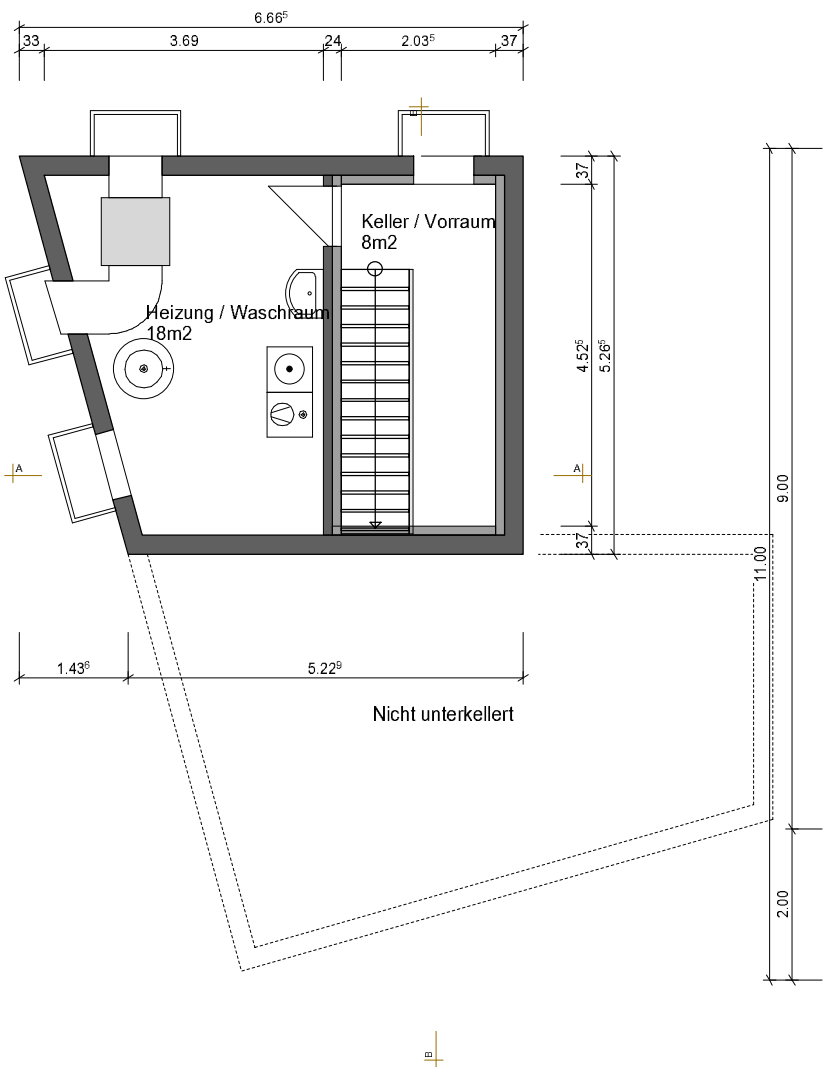 6.66⁵
33
3.69
24
2.03⁵
37
B
Keller / Vorraum
8m2
Heizung / Waschraum
18m2
37
4.52⁵
5.26⁵
37
A
A
9.00
11.00
2.00
1.43⁶
5.22⁹
Nicht unterkellert
B